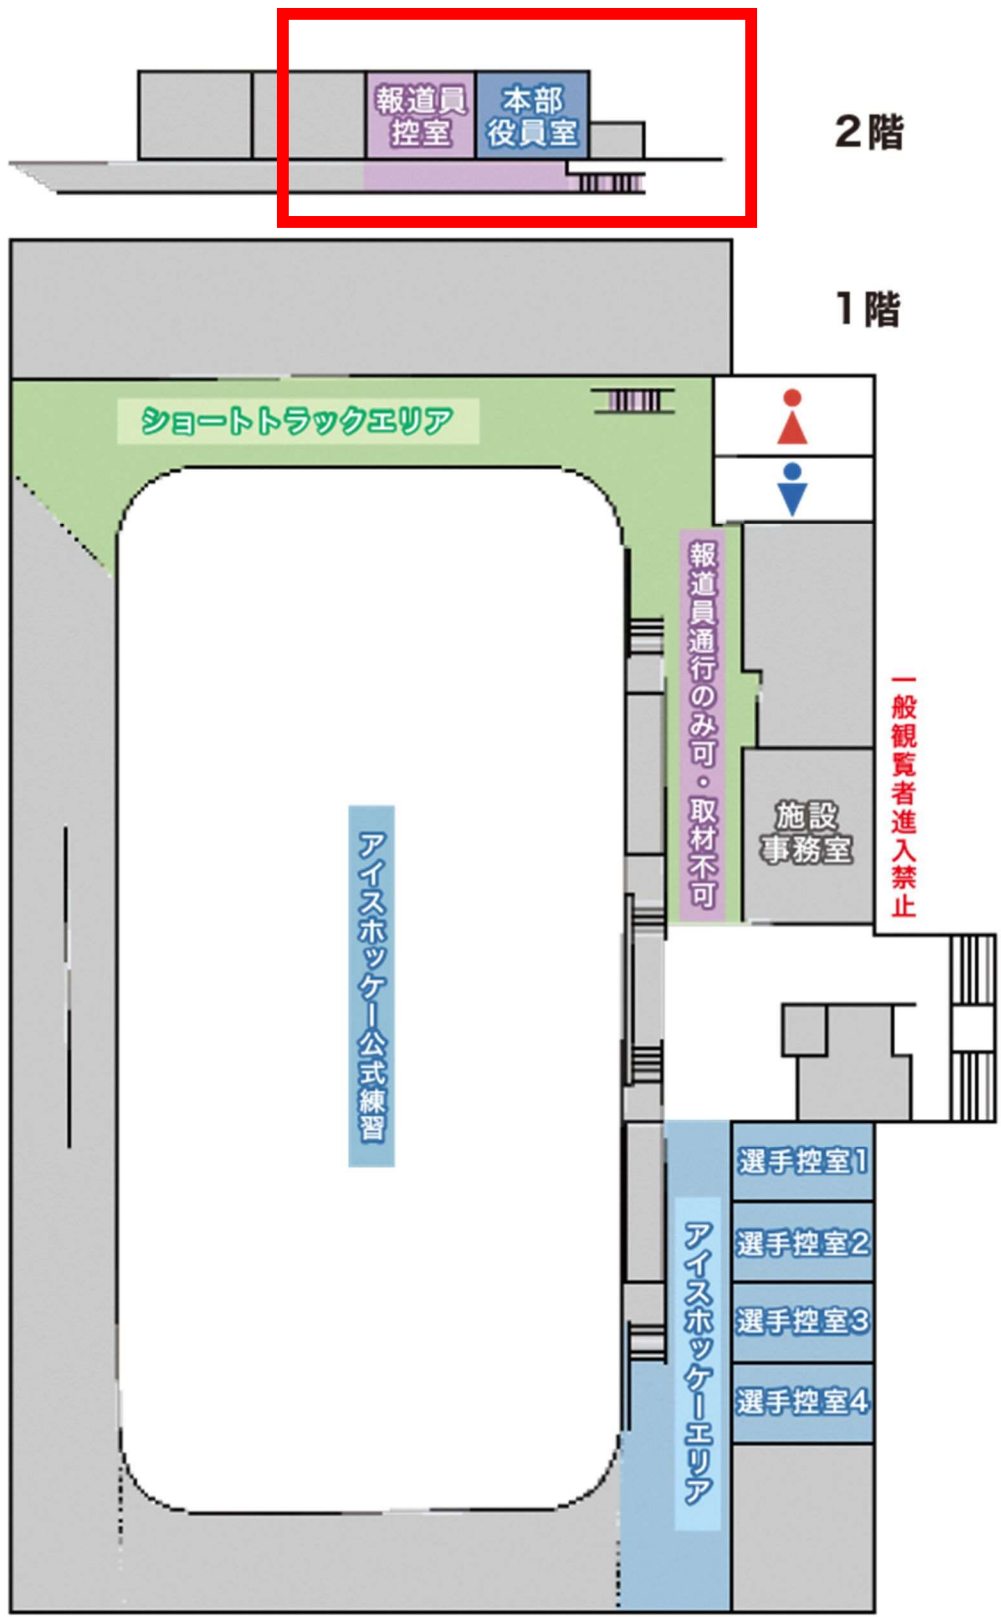 報道員
控室
本部
役員室
2階
1階
ショートトラックエリア
報道員通行のみ可・取材不可
一般観覧者進入禁止
施設
事務室
アイスホッケー公式練習
選手控室1
選手控室2
選手控室3
選手控室4
アイスホッケーエリア